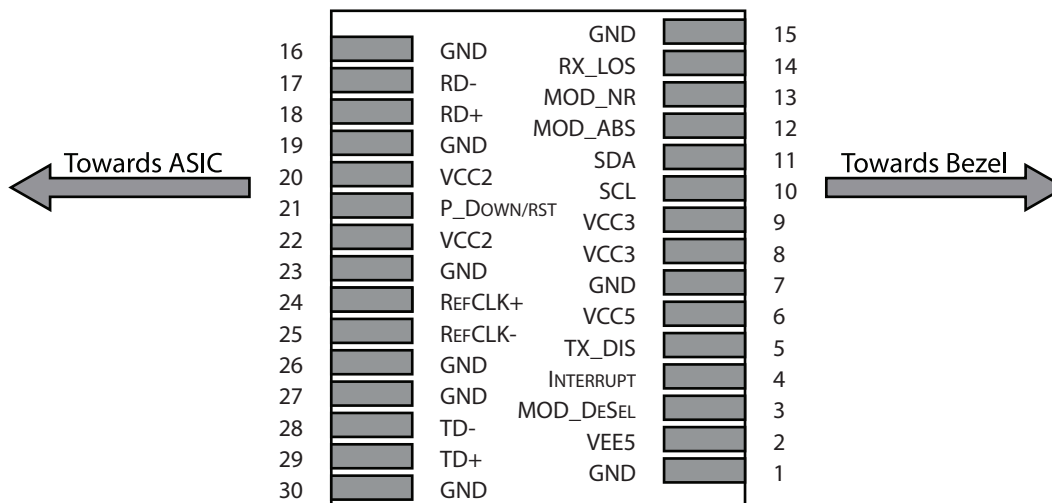 GND 15
16 GND
RX_LOS 14
17 RD-
MOD_NR 13
18 RD+
MOD_ABS 12
19 GND
SDA 11
Towards ASIC
Towards Bezel
20 VCC2
SCL 10
21 P_DOWN/RST
VCC3 9
22 VCC2
VCC3 8
23 GND
GND 7
24 REFCLK+
VCC5 6
25 REFCLK-
TX_DIS 5
26 GND
INTERRUPT 4
27 GND
MOD_DESEL 3
28 TD-
VEE5 2
29 TD+
GND 1
30 GND